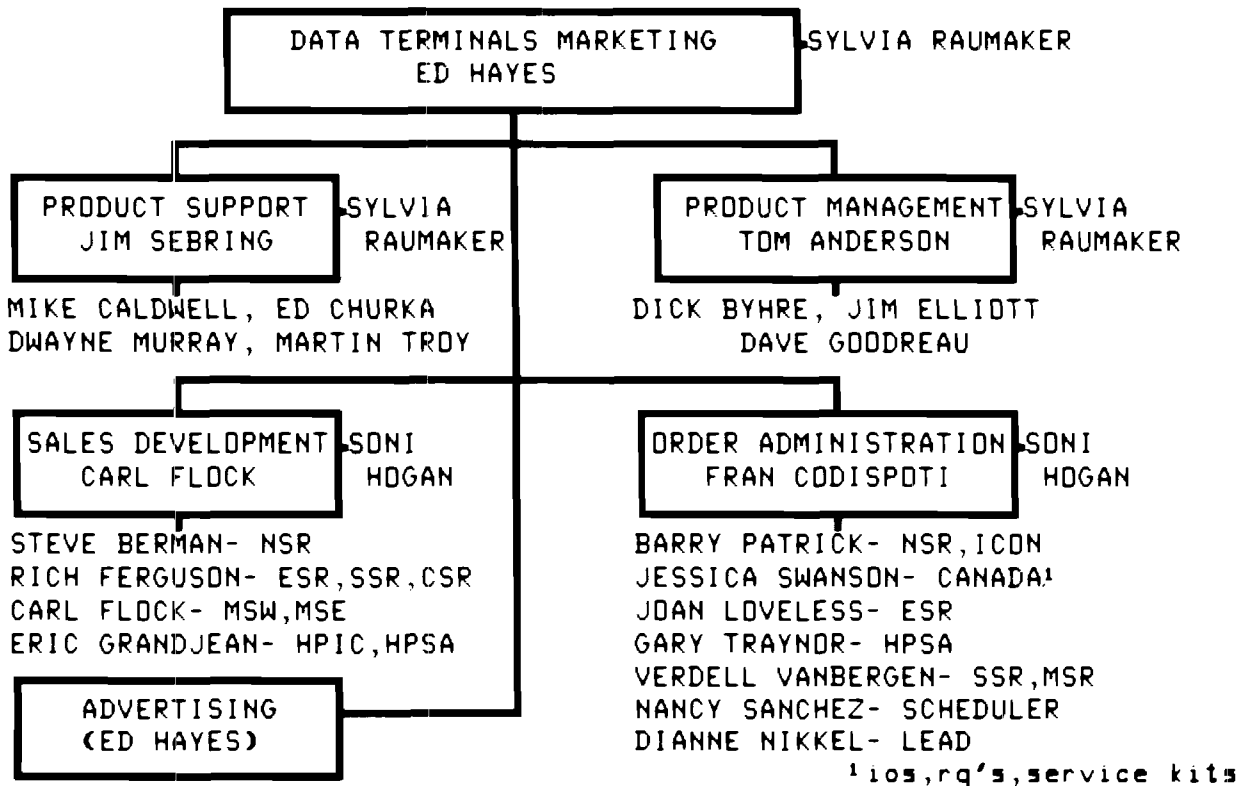 DATA TERMINALS MARKETING
ED HAYES
SYLVIA RAUMAKER
PRODUCT SUPPORT
JIM SEBRING
SYLVIA
RAUMAKER
PRODUCT MANAGEMENT
TOM ANDERSON
SYLVIA
RAUMAKER
MIKE CALDWELL, ED CHURKA
DWAYNE MURRAY, MARTIN TROY
DICK BYHRE, JIM ELLIOTT
DAVE GOODREAU
SALES DEVELOPMENT
CARL FLOCK
SONI
HOGAN
ORDER ADMINISTRATION
FRAN CODISPOTI
SONI
HOGAN
STEVE BERMAN- NSR
RICH FERGUSON- ESR,SSR,CSR
CARL FLOCK- MSW,MSE
ERIC GRANDJEAN- HPIC,HPSA
BARRY PATRICK- NSR,ICON
JESSICA SWANSON- CANADA¹
JOAN LOVELESS- ESR
GARY TRAYNOR- HPSA
VERDELL VANBERGEN- SSR,MSR
NANCY SANCHEZ- SCHEDULER
DIANNE NIKKEL- LEAD
ADVERTISING
(ED HAYES)
¹ios,rq's,service kits